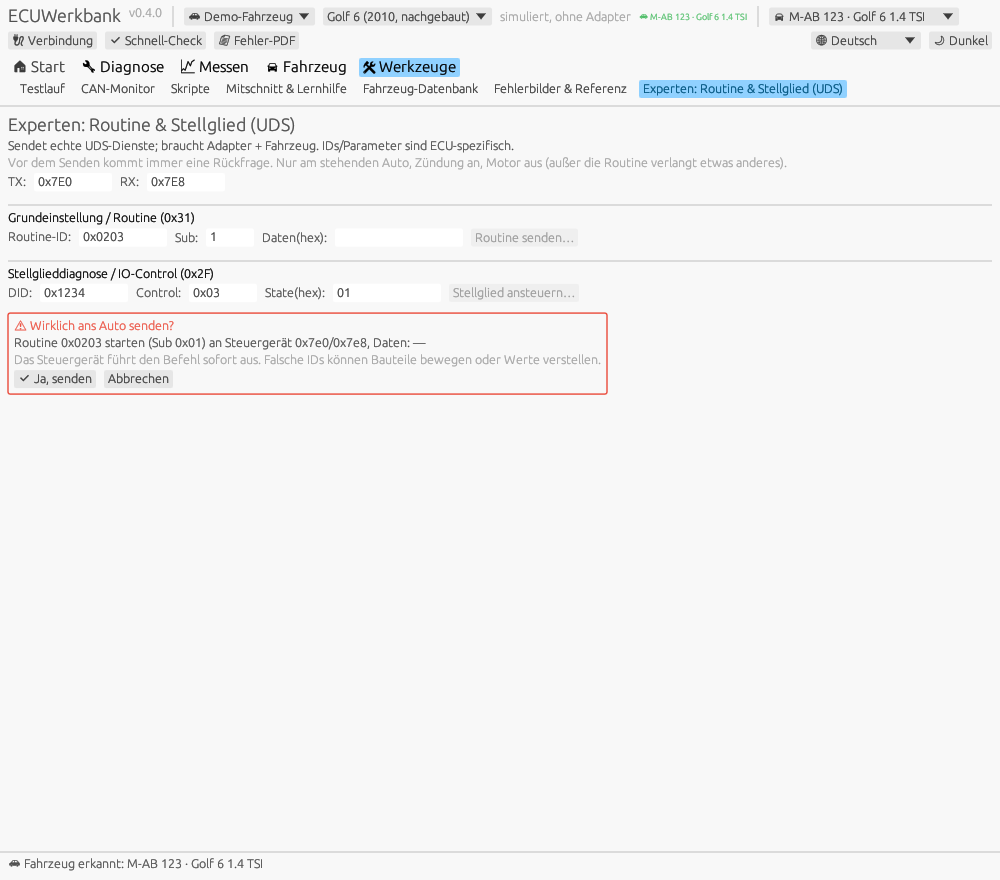 ECUWerkbank v0.4.0 Demo-Fahrzeug Golf 6 (2010, nachgebaut) simuliert, ohne Adapter M-AB 123 · Golf 6 1.4 TSI M-AB 123 · Golf 6 1.4 TSI
Verbindung Schnell-Check Fehler-PDF Deutsch Dunkel
Start Diagnose Messen Fahrzeug Werkzeuge
Testlauf CAN-Monitor Skripte Mitschnitt & Lernhilfe Fahrzeug-Datenbank Fehlerbilder & Referenz Experten: Routine & Stellglied (UDS)
Experten: Routine & Stellglied (UDS)
Sendet echte UDS-Dienste; braucht Adapter + Fahrzeug. IDs/Parameter sind ECU-spezifisch.
Vor dem Senden kommt immer eine Rückfrage. Nur am stehenden Auto, Zündung an, Motor aus (außer die Routine verlangt etwas anderes).
TX: 0x7E0 RX: 0x7E8
Grundeinstellung / Routine (0x31)
Routine-ID: 0x0203 Sub: 1 Daten(hex): Routine senden...
Stellglieddiagnose / IO-Control (0x2F)
DID: 0x1234 Control: 0x03 State(hex): 01 Stellglied ansteuern...
Wirklich ans Auto senden?
Routine 0x0203 starten (Sub 0x01) an Steuergerät 0x7e0/0x7e8, Daten: —
Das Steuergerät führt den Befehl sofort aus. Falsche IDs können Bauteile bewegen oder Werte verstellen.
Ja, senden Abbrechen
Fahrzeug erkannt: M-AB 123 · Golf 6 1.4 TSI